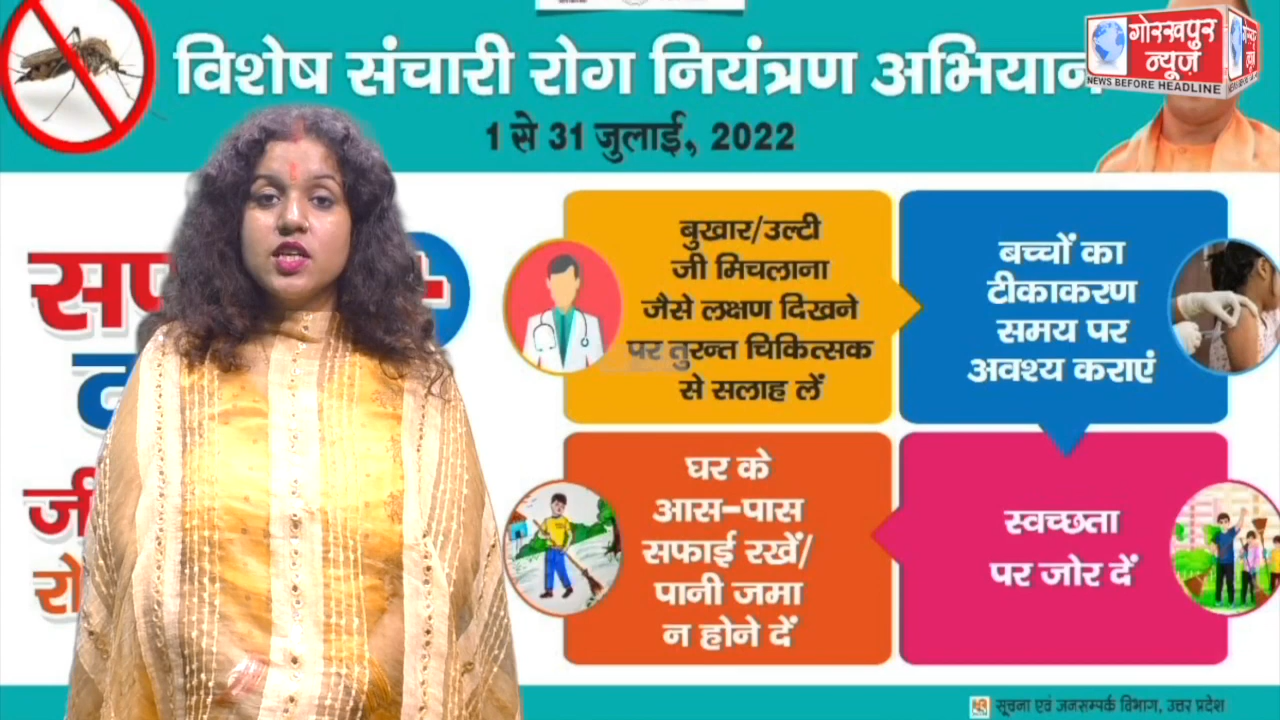 विशेष संचारी रोग नियंत्रण अभियान
1 से 31 जुलाई, 2022
गोरखपुर
न्यूज़
NEWS BEFORE HEADLINE
बुखार/उल्टी
जी मिचलाना
जैसे लक्षण दिखने
पर तुरन्त चिकित्सक
से सलाह लें
बच्चों का
टीकाकरण
समय पर
अवश्य कराएं
घर के
आस-पास
सफाई रखें/
पानी जमा
न होने दें
स्वच्छता
पर जोर दें
सूचना एवं जनसम्पर्क विभाग, उत्तर प्रदेश